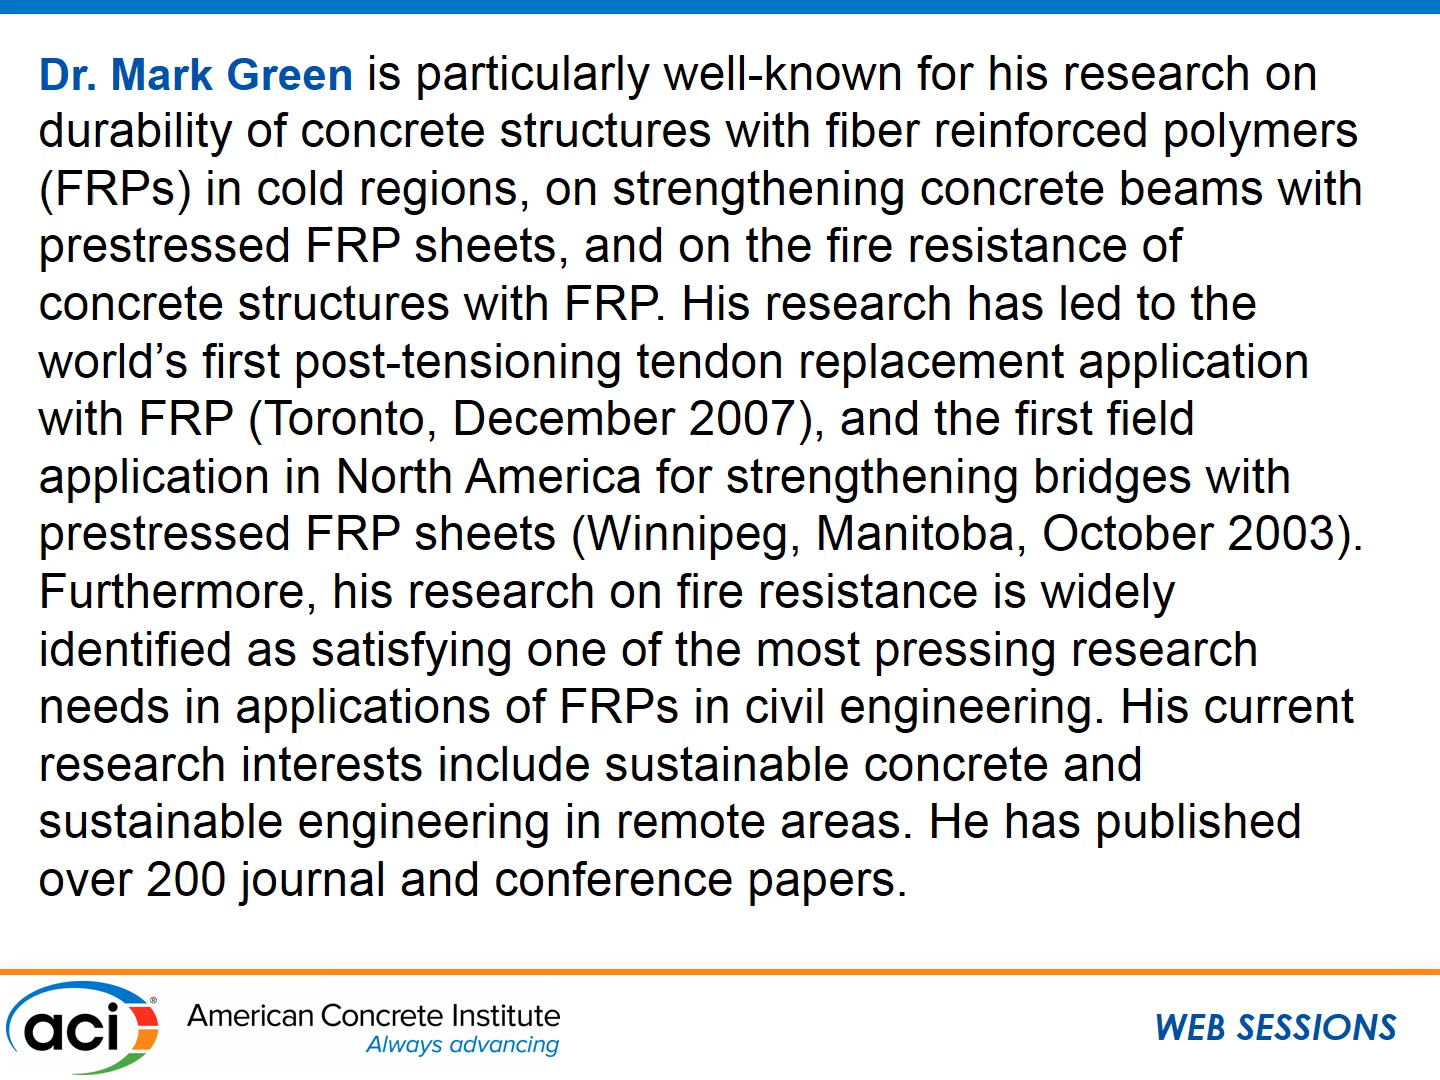 Dr. Mark Green is particularly well-known for his research on
durability of concrete structures with fiber reinforced polymers
(FRPs) in cold regions, on strengthening concrete beams with
prestressed FRP sheets, and on the fire resistance of
concrete structures with FRP. His research has led to the
world’s first post-tensioning tendon replacement application
with FRP (Toronto, December 2007), and the first field
application in North America for strengthening bridges with
prestressed FRP sheets (Winnipeg, Manitoba, October 2003).
Furthermore, his research on fire resistance is widely
identified as satisfying one of the most pressing research
needs in applications of FRPs in civil engineering. His current
research interests include sustainable concrete and
sustainable engineering in remote areas. He has published
over 200 journal and conference papers.
aci®
American Concrete Institute
Always advancing
WEB SESSIONS